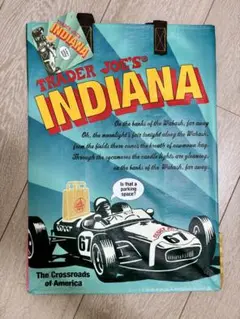 INDIANA
TRADER JOE'S®
INDIANA
On the banks of the Wabash, far away
Oh, the moonlight's fair tonight along the Wabash,
from the fields there comes the breath of new-mown hay.
Through the sycamores the candle lights are gleaming,
on the banks of the Wabash, far away.
Is that a
parking
space?
67
67
The Crossroads
of America